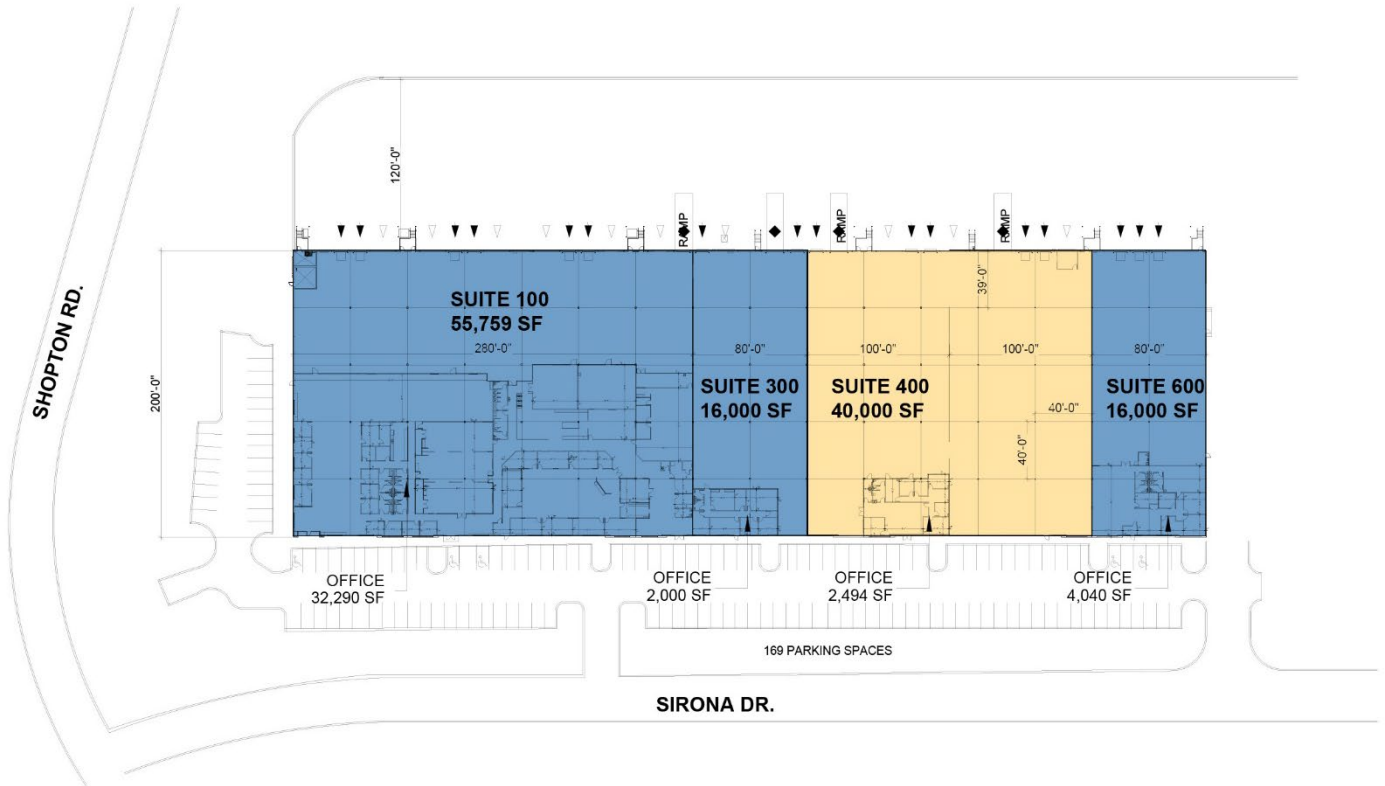 SHOPTON RD.
120'-0"
200'-0"
RAMP
RAMP
RAMP
SUITE 100
55,759 SF
280'-0"
80'-0"
100'-0"
100'-0"
80'-0"
39'-0"
SUITE 300
16,000 SF
SUITE 400
40,000 SF
40'-0"
40'-0"
SUITE 600
16,000 SF
OFFICE
32,290 SF
OFFICE
2,000 SF
OFFICE
2,494 SF
OFFICE
4,040 SF
169 PARKING SPACES
SIRONA DR.